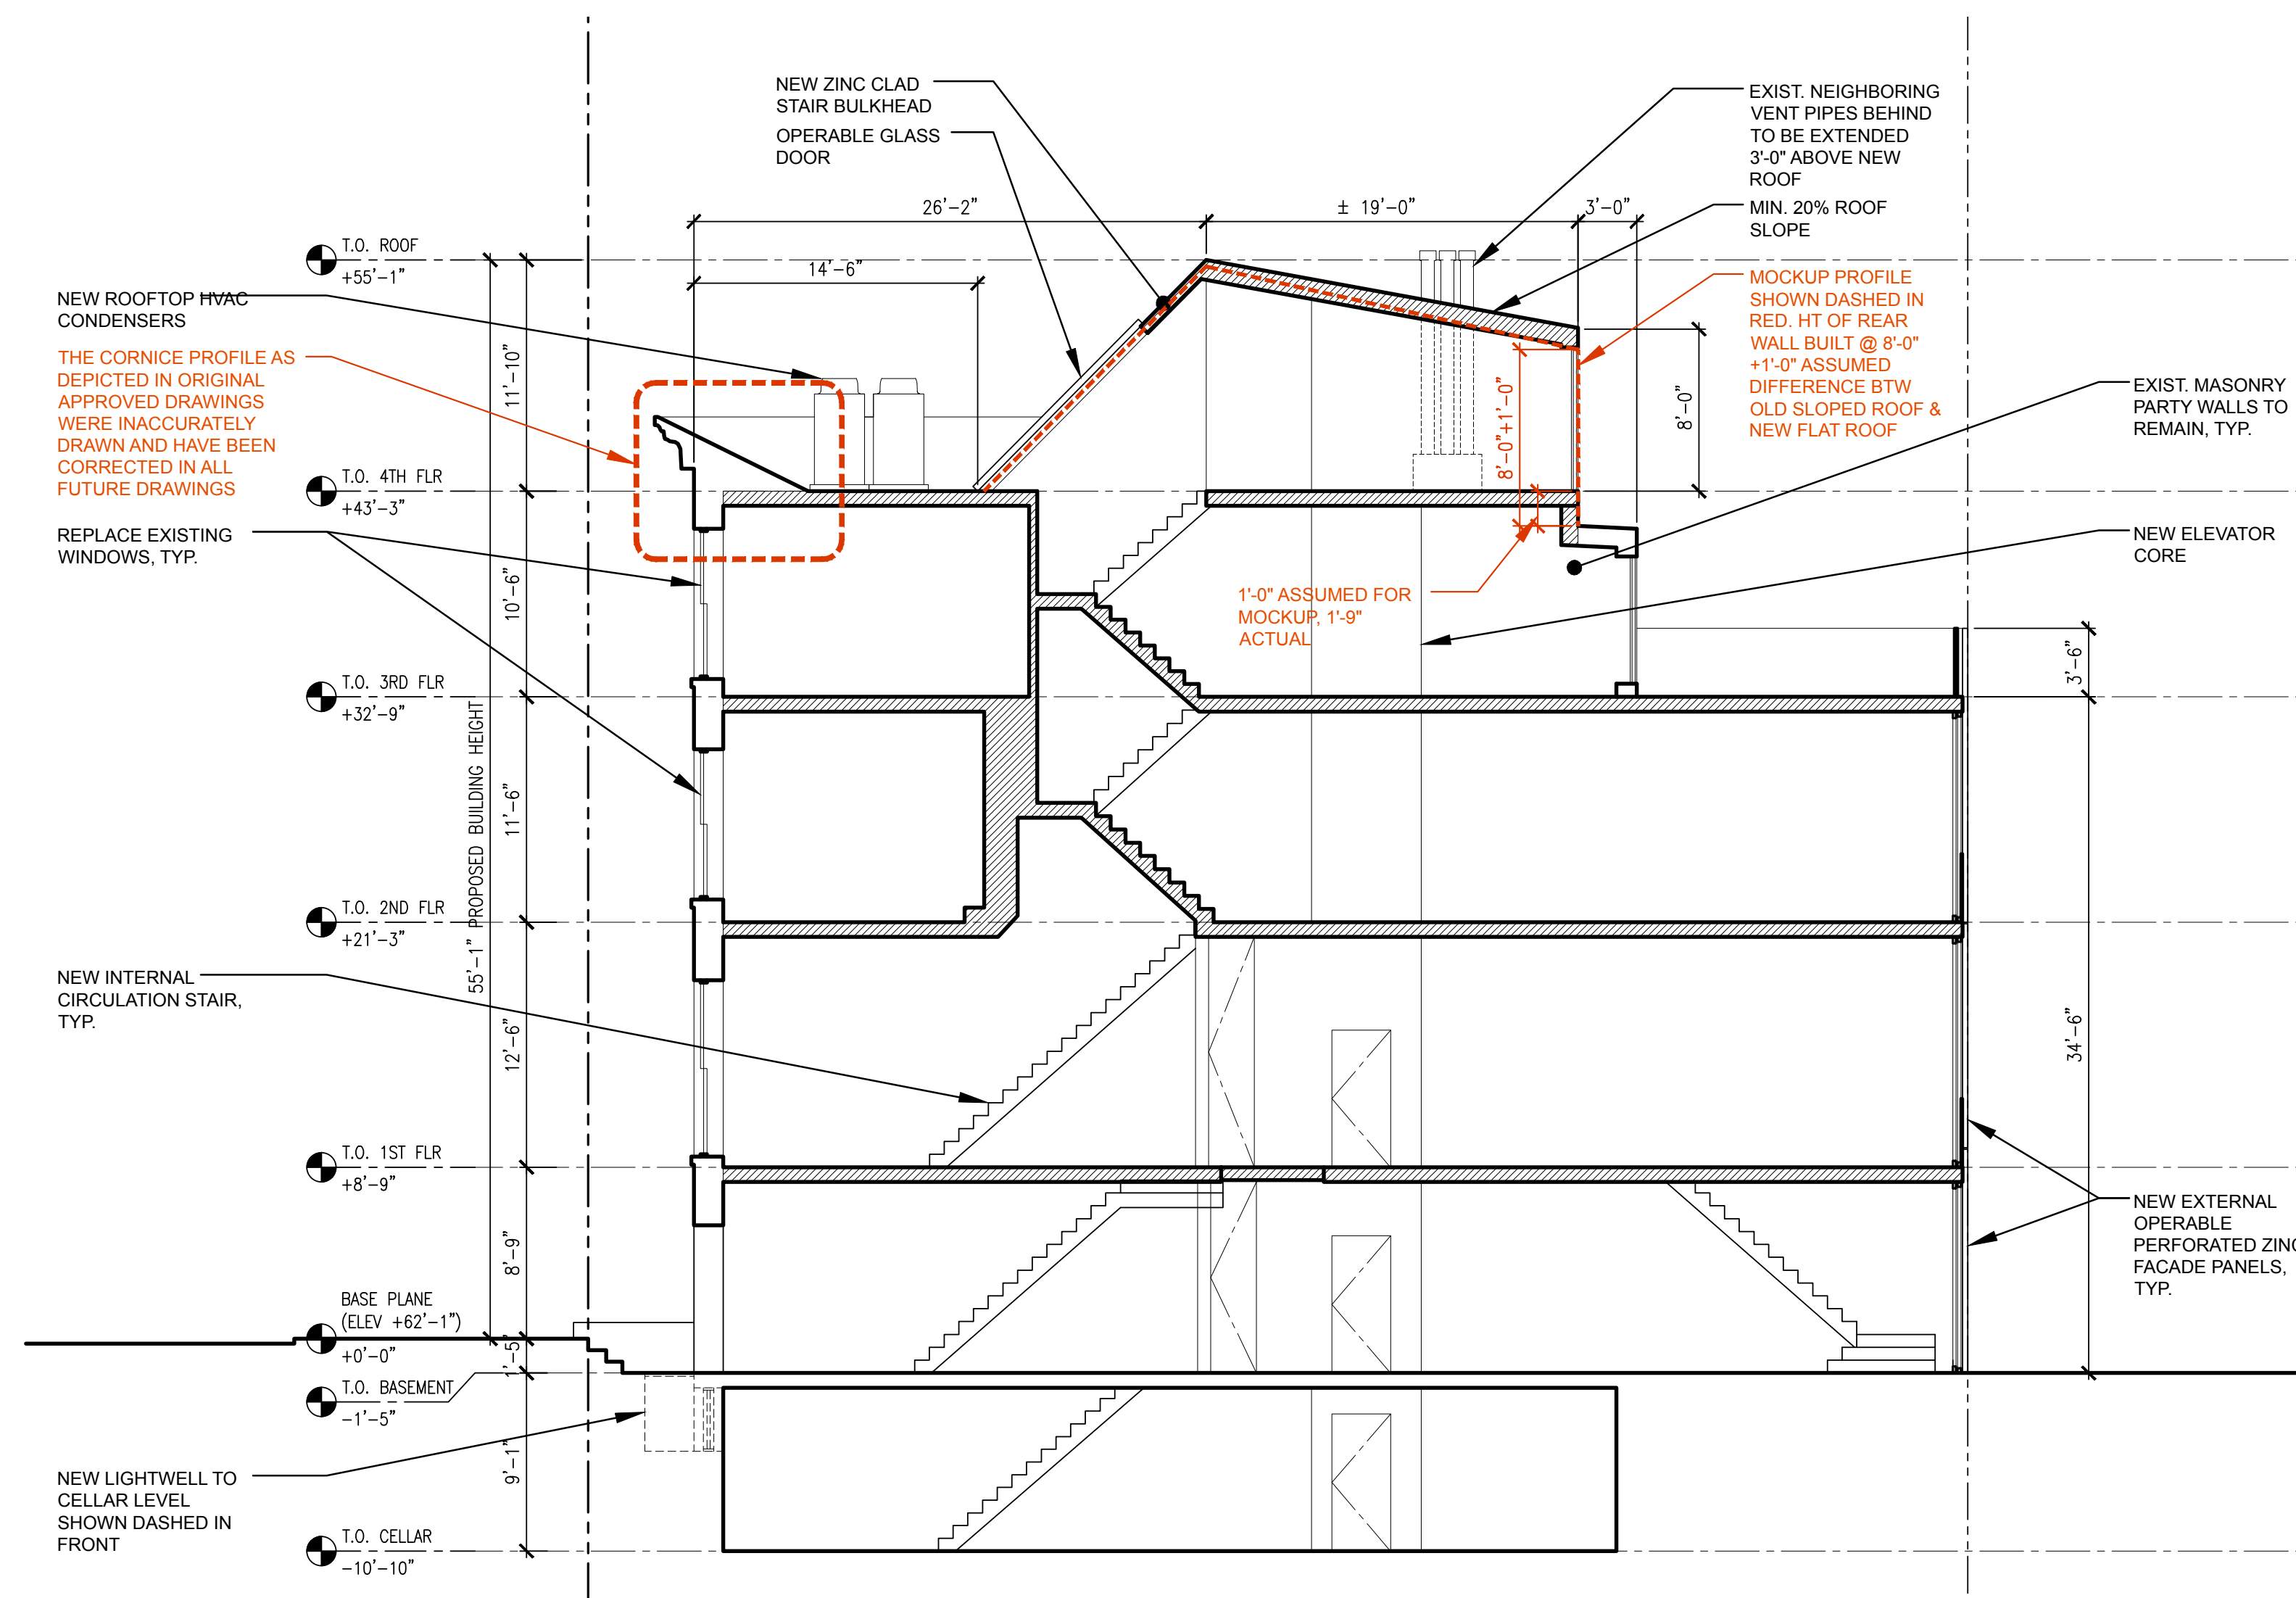 NEW ZINC CLAD
STAIR BULKHEAD
OPERABLE GLASS
DOOR
EXIST. NEIGHBORING
VENT PIPES BEHIND
TO BE EXTENDED
3'-0" ABOVE NEW
ROOF
MIN. 20% ROOF
SLOPE
26'-2"
± 19'-0"
3'-0"
14'-6"
T.O. ROOF
+55'-1"
NEW ROOFTOP HVAC
CONDENSERS
THE CORNICE PROFILE AS
DEPICTED IN ORIGINAL
APPROVED DRAWINGS
WERE INACCURATELY
DRAWN AND HAVE BEEN
CORRECTED IN ALL
FUTURE DRAWINGS
MOCKUP PROFILE
SHOWN DASHED IN
RED. HT OF REAR
WALL BUILT @ 8'-0"
+1'-0" ASSUMED
DIFFERENCE BTW
OLD SLOPED ROOF &
NEW FLAT ROOF
11'-10"
8'-0"+1'-0"
8'-0"
EXIST. MASONRY
PARTY WALLS TO
REMAIN, TYP.
T.O. 4TH FLR
+43'-3"
REPLACE EXISTING
WINDOWS, TYP.
NEW ELEVATOR
CORE
10'-6"
1'-0" ASSUMED FOR
MOCKUP, 1'-9"
ACTUAL
3'-6"
T.O. 3RD FLR
+32'-9"
55'-1" PROPOSED BUILDING HEIGHT
11'-6"
T.O. 2ND FLR
+21'-3"
NEW INTERNAL
CIRCULATION STAIR,
TYP.
12'-6"
34'-6"
T.O. 1ST FLR
+8'-9"
NEW EXTERNAL
OPERABLE
PERFORATED ZINC
FACADE PANELS,
TYP.
8'-9"
BASE PLANE
(ELEV +62'-1")
+0'-0"
1'-5"
T.O. BASEMENT
-1'-5"
9'-1"
NEW LIGHTWELL TO
CELLAR LEVEL
SHOWN DASHED IN
FRONT
T.O. CELLAR
-10'-10"